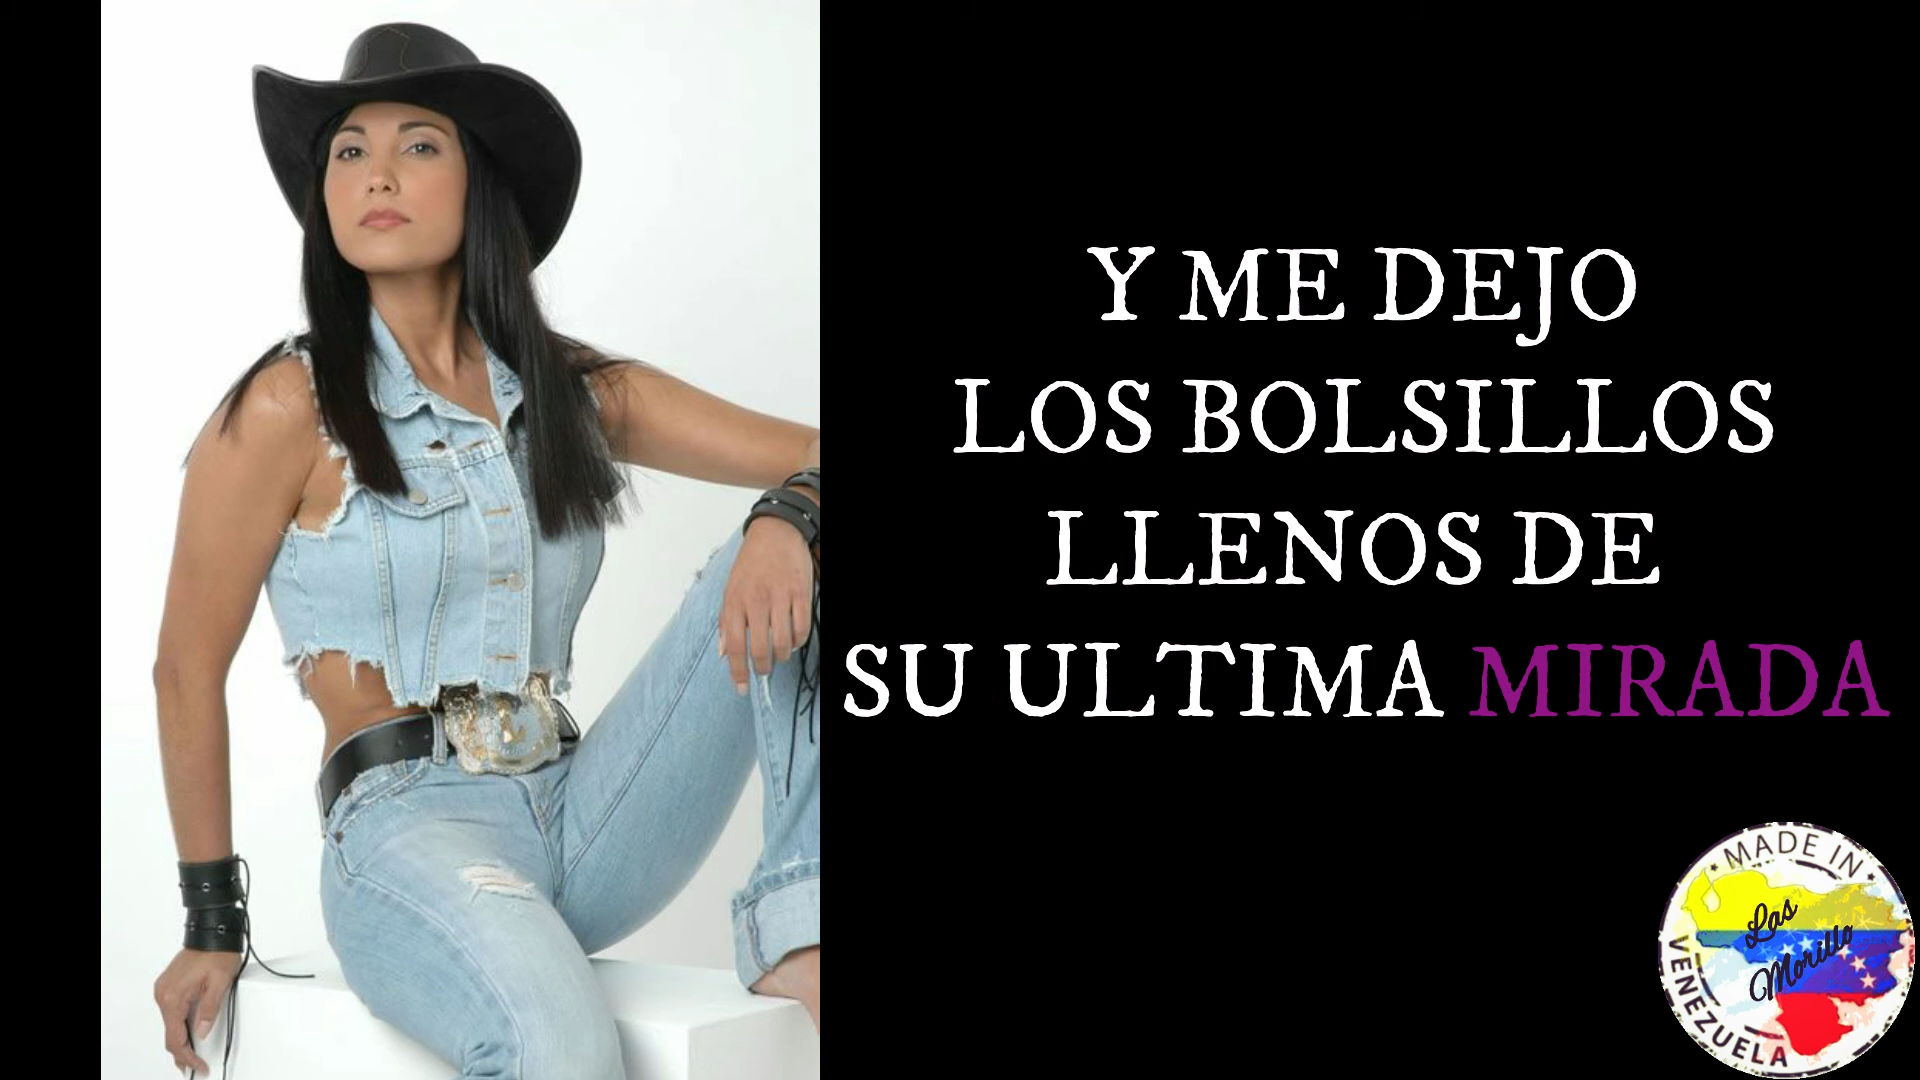 Y ME DEJO
LOS BOLSILLOS
LLENOS DE
SU ULTIMA MIRADA
MADE IN
Las
Morillo
VENEZUELA